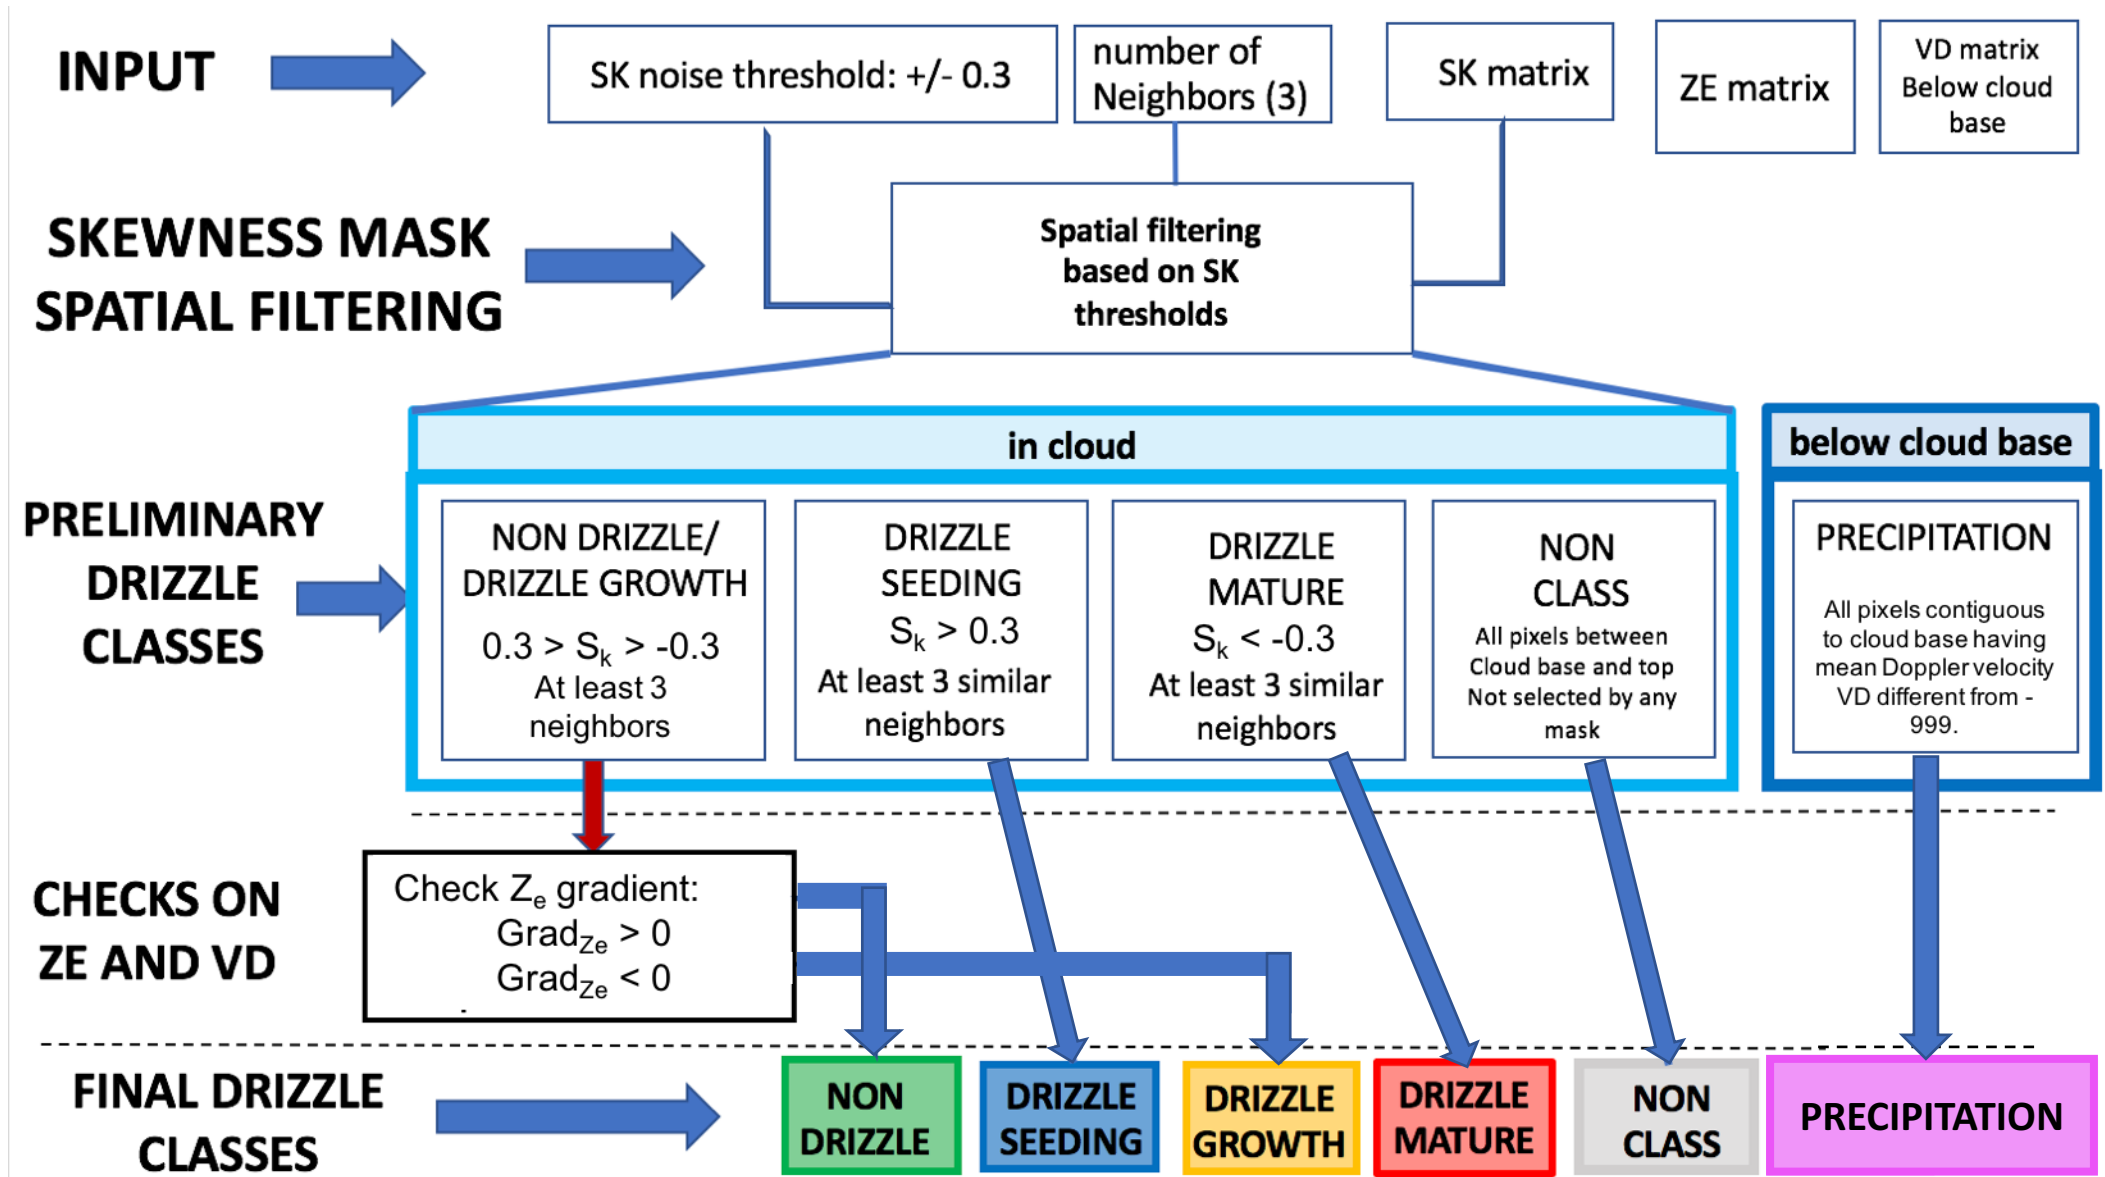 INPUT
SK noise threshold: +/- 0.3
number of
Neighbors (3)
SK matrix
ZE matrix
VD matrix
Below cloud
base
SKEWNESS MASK
SPATIAL FILTERING
Spatial filtering
based on SK
thresholds
in cloud
below cloud base
PRELIMINARY
DRIZZLE
CLASSES
NON DRIZZLE/
DRIZZLE GROWTH
0.3 > Sk > -0.3
At least 3
neighbors
DRIZZLE
SEEDING
Sk > 0.3
At least 3 similar
neighbors
DRIZZLE
MATURE
Sk < -0.3
At least 3 similar
neighbors
NON
CLASS
All pixels between
Cloud base and top
Not selected by any
mask
PRECIPITATION
All pixels contiguous
to cloud base having
mean Doppler velocity
VD different from -
999.
CHECKS ON
ZE AND VD
Check Ze gradient:
GradZe > 0
GradZe < 0
FINAL DRIZZLE
CLASSES
NON
DRIZZLE
DRIZZLE
SEEDING
DRIZZLE
GROWTH
DRIZZLE
MATURE
NON
CLASS
PRECIPITATION